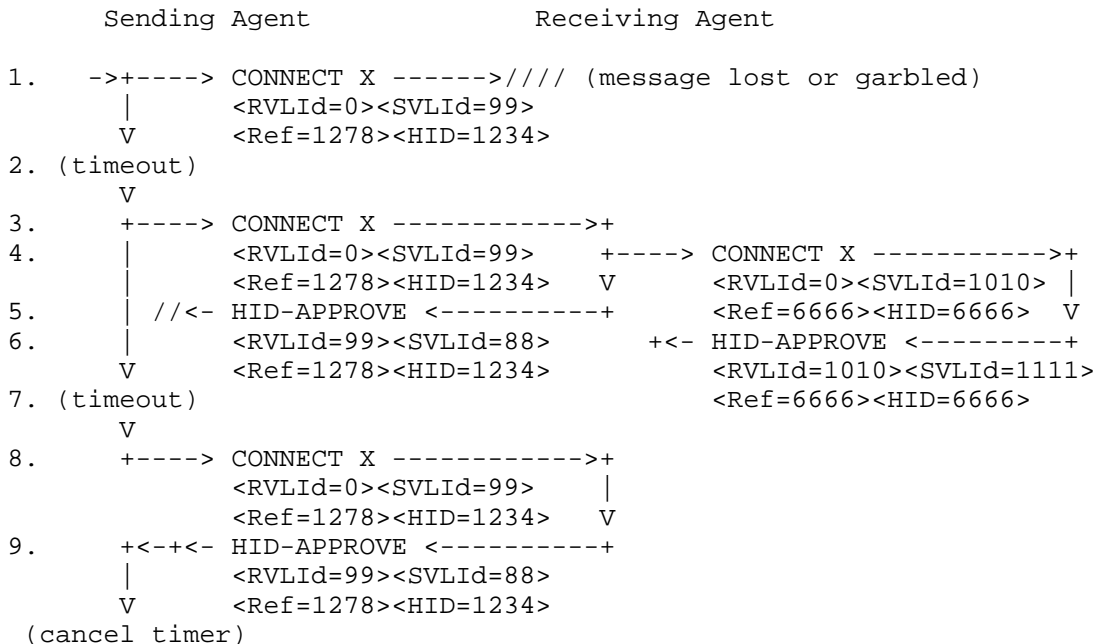 Sending Agent                Receiving Agent

1.   ->+----> CONNECT X ------>//// (message lost or garbled)
       |      <RVLId=0><SVLId=99>
       V      <Ref=1278><HID=1234>
2. (timeout)
       V
3.     +----> CONNECT X ------------>+
4.     |      <RVLId=0><SVLId=99>    +----> CONNECT X ----------->+
       |      <Ref=1278><HID=1234>   V      <RVLId=0><SVLId=1010> |
5.     | //<- HID-APPROVE <----------+      <Ref=6666><HID=6666>  V
6.     |      <RVLId=99><SVLId=88>      +<- HID-APPROVE <---------+
       V      <Ref=1278><HID=1234>          <RVLId=1010><SVLId=1111>
7. (timeout)                                <Ref=6666><HID=6666>
       V
8.     +----> CONNECT X ------------>+
              <RVLId=0><SVLId=99>    |
              <Ref=1278><HID=1234>   V
9.     +<-+<- HID-APPROVE <----------+
       |      <RVLId=99><SVLId=88>
       V      <Ref=1278><HID=1234>
 (cancel timer)